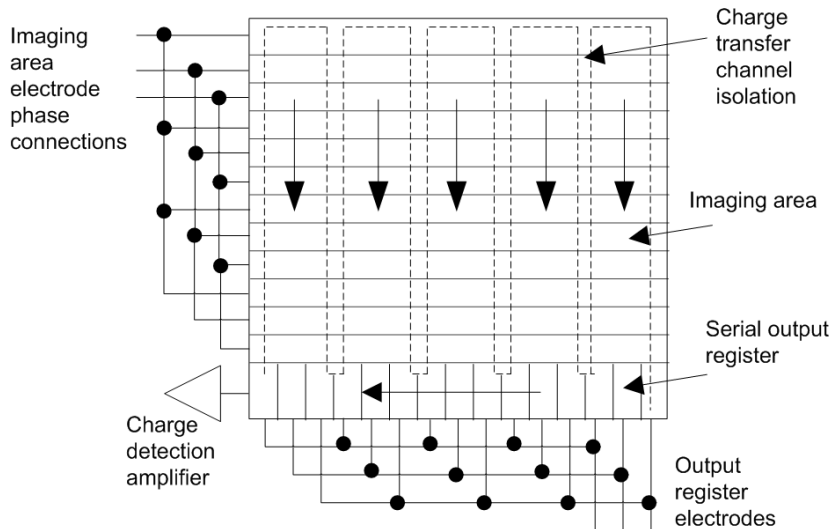 Imaging
area
electrode
phase
connections
Charge
transfer
channel
isolation
Imaging area
Serial output
register
Charge
detection
amplifier
Output
register
electrodes